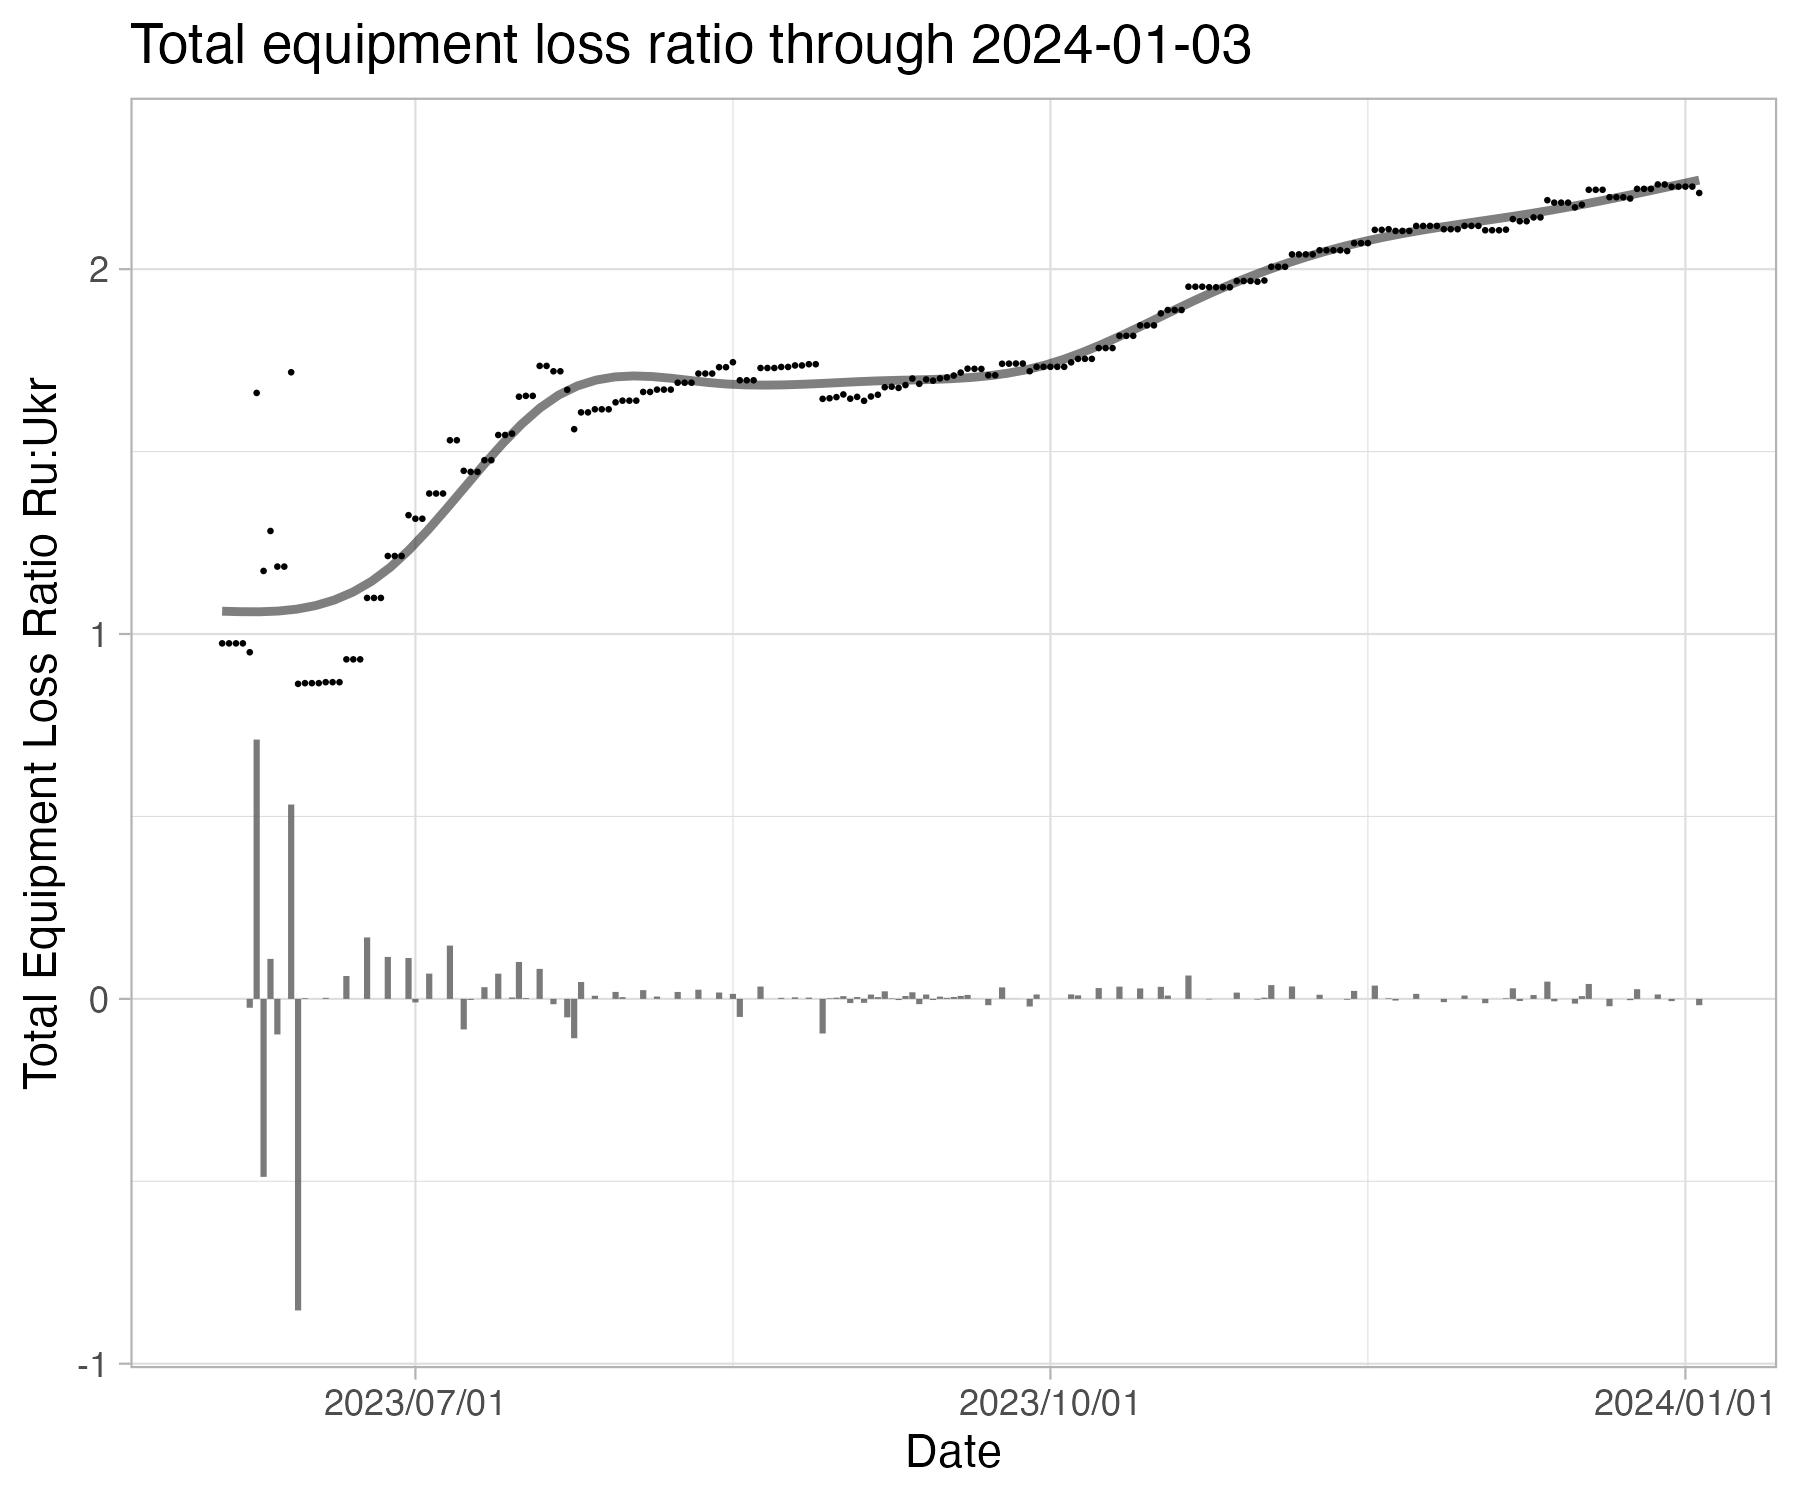 Total equipment loss ratio through 2024-01-03
Total Equipment Loss Ratio Ru:Ukr
2
1
0
-1
2023/07/01
2023/10/01
2024/01/01
Date